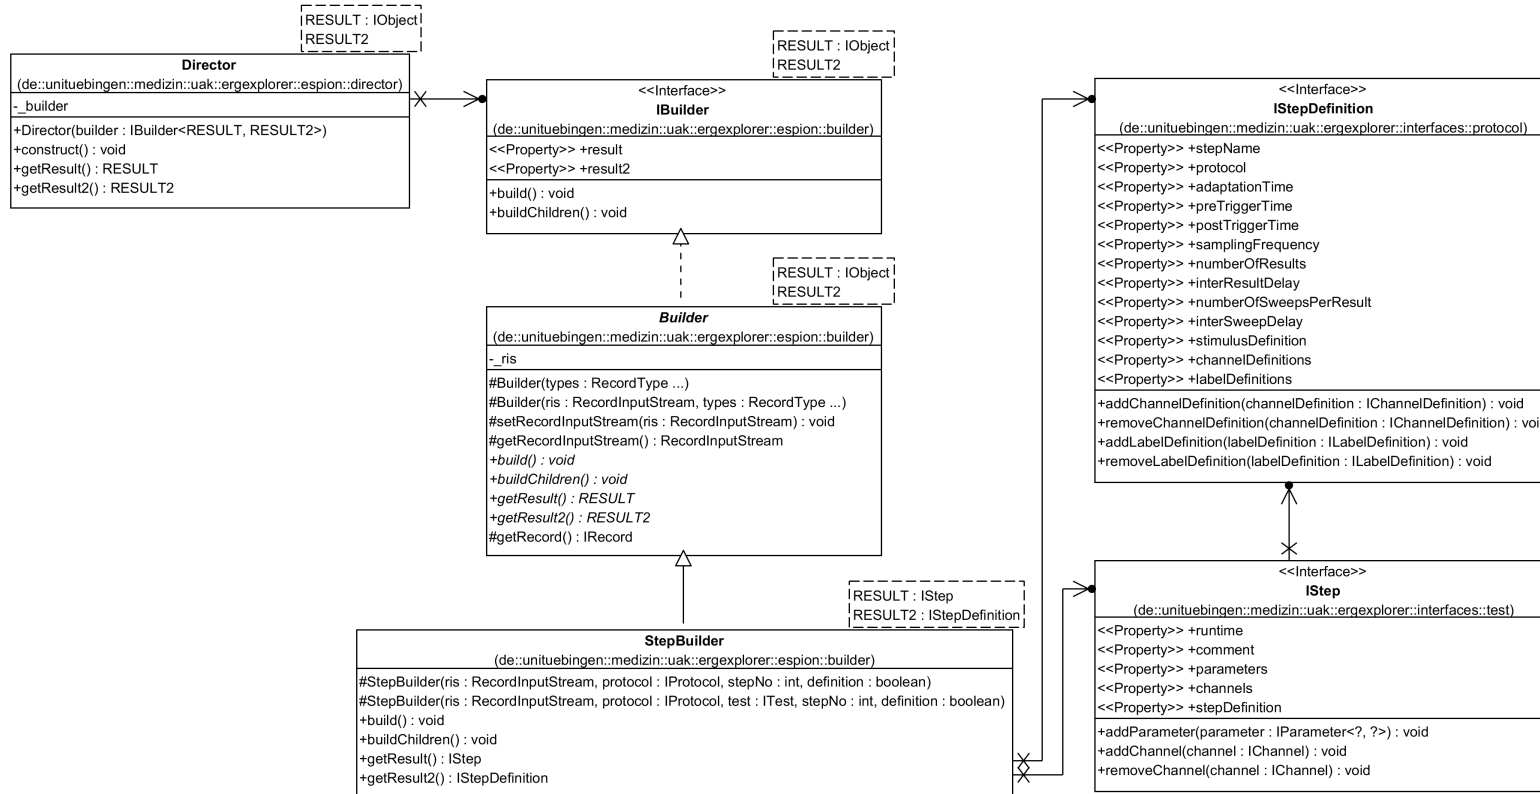 RESULT : IObject
RESULT2
Director
(de::unituebingen::medizin::uak::ergexplorer::espion::director)
-_builder
+Director(builder : IBuilder<RESULT, RESULT2>)
+construct() : void
+getResult() : RESULT
+getResult2() : RESULT2
RESULT : IObject
RESULT2
<<Interface>>
IBuilder
(de::unituebingen::medizin::uak::ergexplorer::espion::builder)
<<Property>> +result
<<Property>> +result2
+build() : void
+buildChildren() : void
RESULT : IObject
RESULT2
Builder
(de::unituebingen::medizin::uak::ergexplorer::espion::builder)
-_ris
#Builder(types : RecordType ...)
#Builder(ris : RecordInputStream, types : RecordType ...)
#setRecordInputStream(ris : RecordInputStream) : void
#getRecordInputStream() : RecordInputStream
+build() : void
+buildChildren() : void
+getResult() : RESULT
+getResult2() : RESULT2
#getRecord() : IRecord
RESULT : IStep
RESULT2 : IStepDefinition
StepBuilder
(de::unituebingen::medizin::uak::ergexplorer::espion::builder)
#StepBuilder(ris : RecordInputStream, protocol : IProtocol, stepNo : int, definition : boolean)
#StepBuilder(ris : RecordInputStream, protocol : IProtocol, test : ITest, stepNo : int, definition : boolean)
+build() : void
+buildChildren() : void
+getResult() : IStep
+getResult2() : IStepDefinition
<<Interface>>
IStepDefinition
(de::unituebingen::medizin::uak::ergexplorer::interfaces::protocol)
<<Property>> +stepName
<<Property>> +protocol
<<Property>> +adaptationTime
<<Property>> +preTriggerTime
<<Property>> +postTriggerTime
<<Property>> +samplingFrequency
<<Property>> +numberOfResults
<<Property>> +interResultDelay
<<Property>> +numberOfSweepsPerResult
<<Property>> +interSweepDelay
<<Property>> +stimulusDefinition
<<Property>> +channelDefinitions
<<Property>> +labelDefinitions
+addChannelDefinition(channelDefinition : IChannelDefinition) : void
+removeChannelDefinition(channelDefinition : IChannelDefinition) : voi
+addLabelDefinition(labelDefinition : ILabelDefinition) : void
+removeLabelDefinition(labelDefinition : ILabelDefinition) : void
<<Interface>>
IStep
(de::unituebingen::medizin::uak::ergexplorer::interfaces::test)
<<Property>> +runtime
<<Property>> +comment
<<Property>> +parameters
<<Property>> +channels
<<Property>> +stepDefinition
+addParameter(parameter : IParameter<?, ?>) : void
+addChannel(channel : IChannel) : void
+removeChannel(channel : IChannel) : void